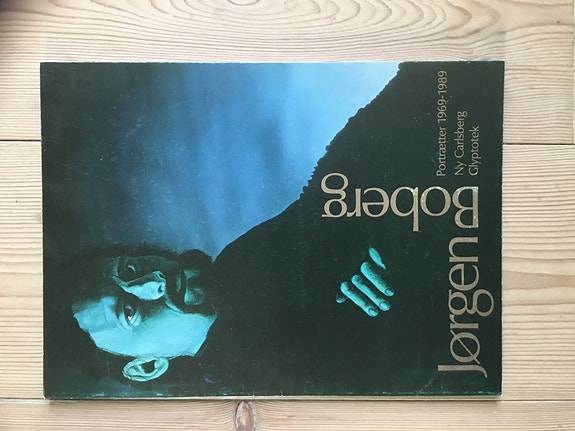 Jørgen
Boberg
Portrætter 1969-1989
Ny Carlsberg
Glyptotek